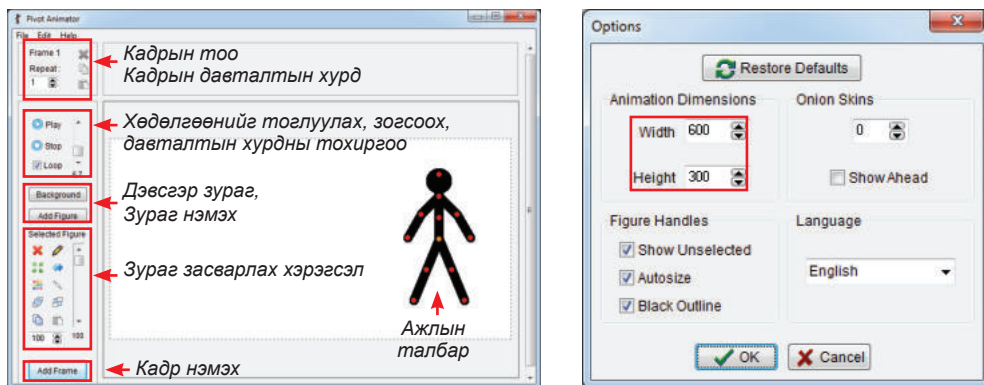 Pivot Animator
File Edit Help
Frame 1
Repeat:
1
Кадрын тоо
Кадрын давталтын хурд
Play
Stop
Loop
Хөдөлгөөнийг тоглуулах, зогсоох,
давталтын хурдны тохиргоо
Background
Add Figure
Дэвсгэр зураг,
Зураг нэмэх
Selected Figure
Зураг засварлах хэрэгсэл
100
100
Ажлын
талбар
Add Frame
Кадр нэмэх
Options
Restore Defaults
Animation Dimensions
Width 600
Height 300
Onion Skins
0
Show Ahead
Figure Handles
Show Unselected
Autosize
Black Outline
Language
English
OK
Cancel